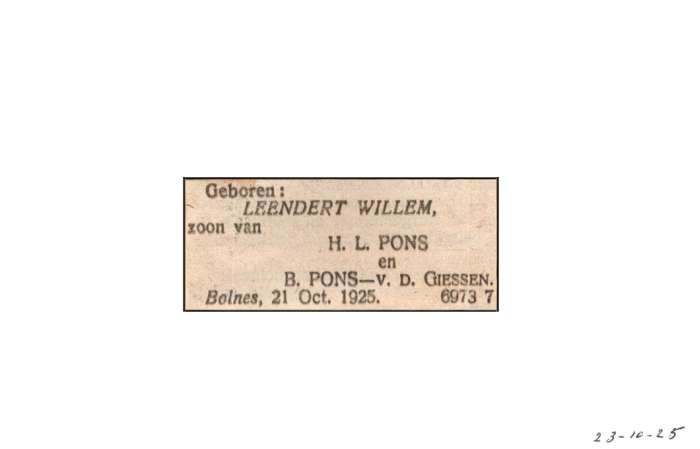 Geboren:
LEENDERT WILLEM,
zoon van
H. L. PONS
en
B. PONS—V. D. GIESSEN.
Bolnes, 21 Oct. 1925. 6973 7
23-10-25